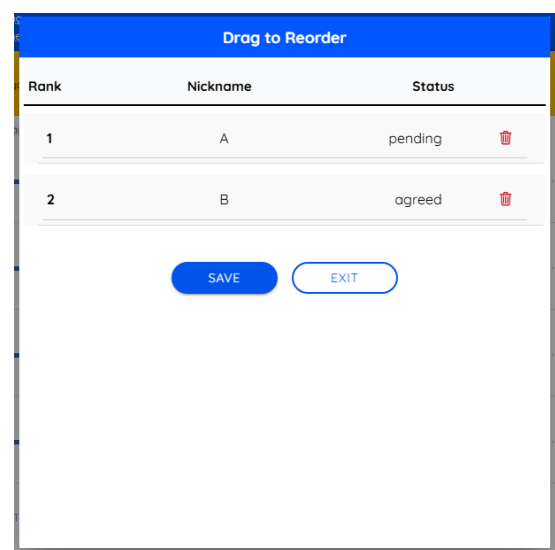 Drag to Reorder
Rank Nickname Status
1 A pending
2 B agreed
SAVE EXIT